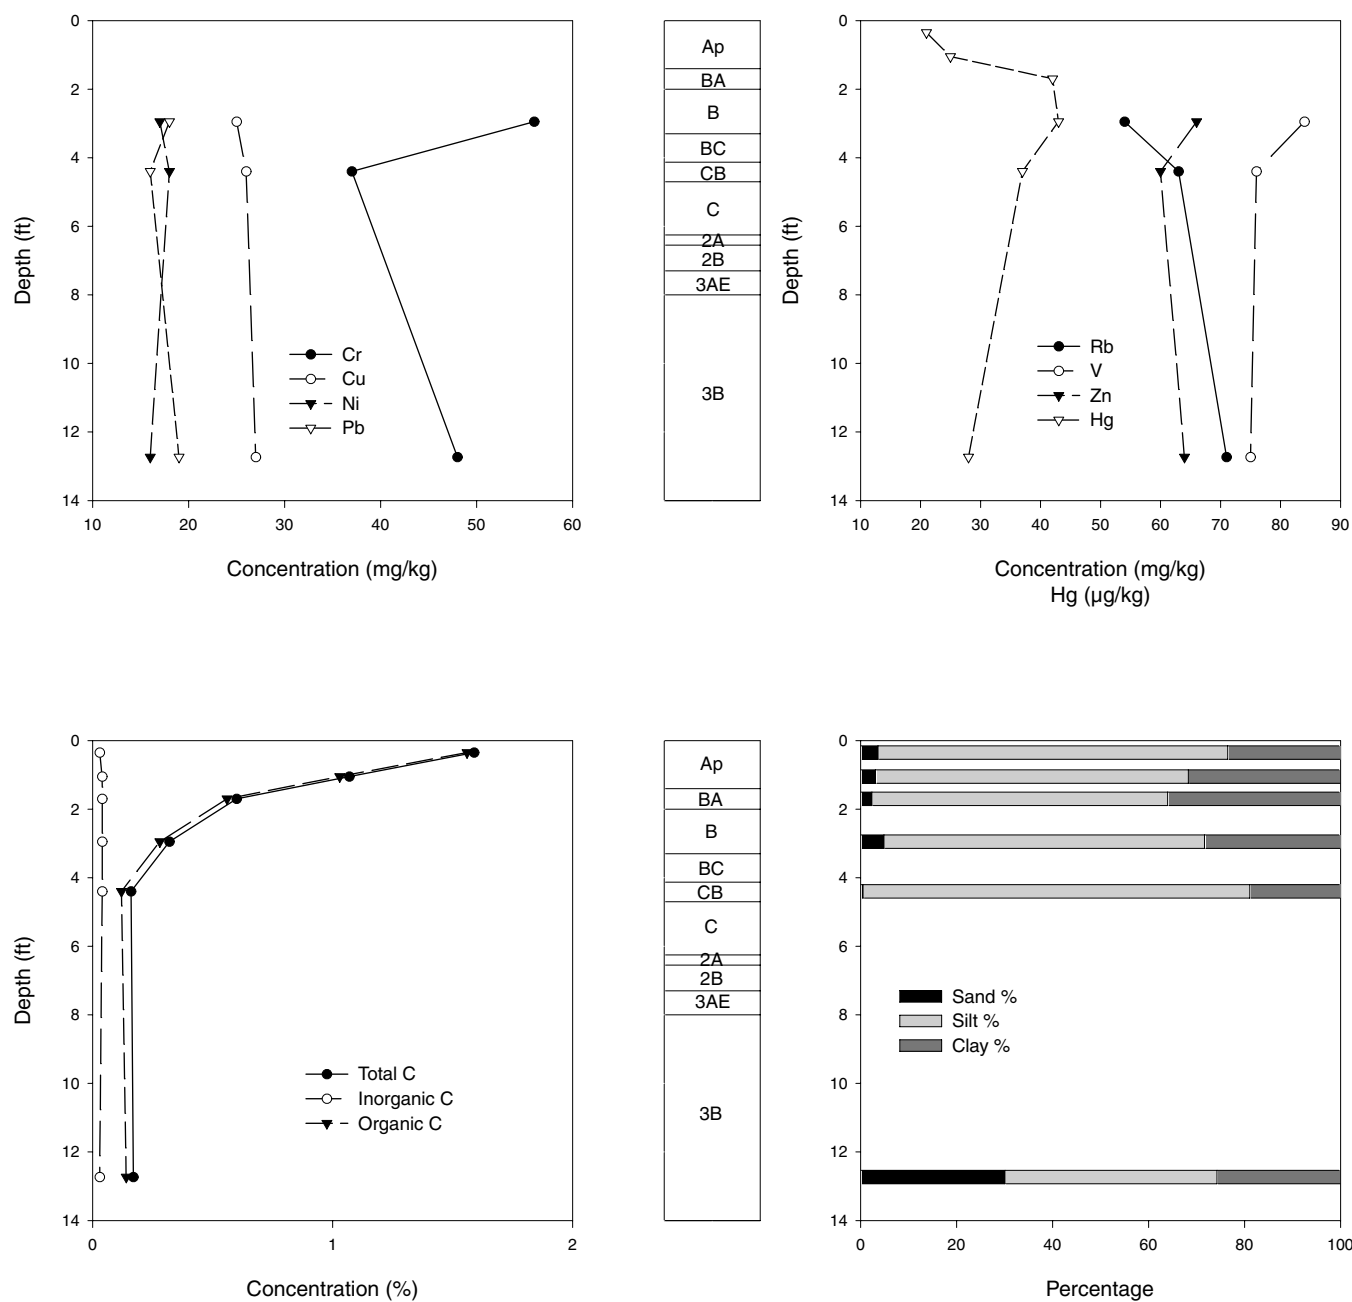 0
2
4
6
8
10
12
14
Depth (ft)
10 20 30 40 50 60
Concentration (mg/kg)
Cr
Cu
Ni
Pb
Ap
BA
B
BC
CB
C
2A
2B
3AE
3B
0
2
4
6
8
10
12
14
Depth (ft)
10 20 30 40 50 60 70 80 90
Concentration (mg/kg)
Hg (µg/kg)
Rb
V
Zn
Hg
0
2
4
6
8
10
12
14
Depth (ft)
0 1 2
Concentration (%)
Total C
Inorganic C
Organic C
Ap
BA
B
BC
CB
C
2A
2B
3AE
3B
0
2
4
6
8
10
12
14
0 20 40 60 80 100
Percentage
Sand %
Silt %
Clay %